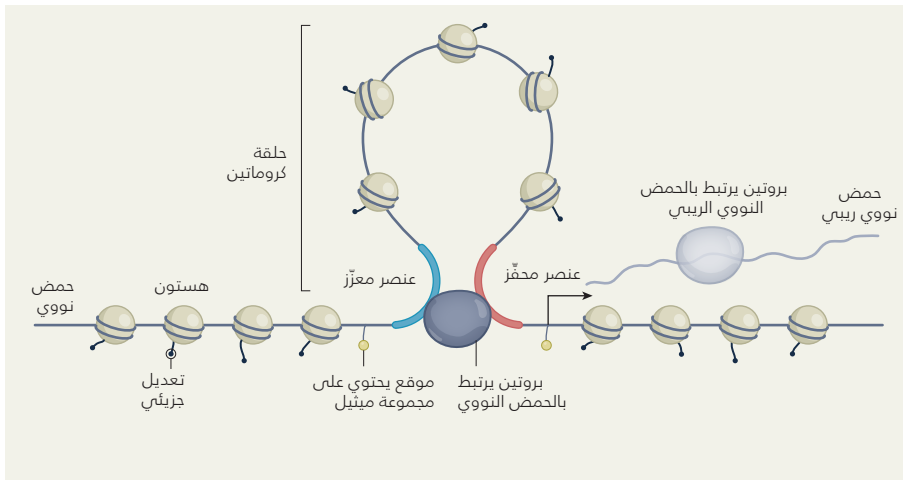 حلقة
كروماتين
بروتين يرتبط بالحمض
النووي الريبي
حمض
نووي ريبي
عنصر معزّز
عنصر محفّز
هستون
حمض
نووي
تعديل
جزيئي
موقع يحتوي على
مجموعة ميثيل
بروتين يرتبط
بالحمض النووي